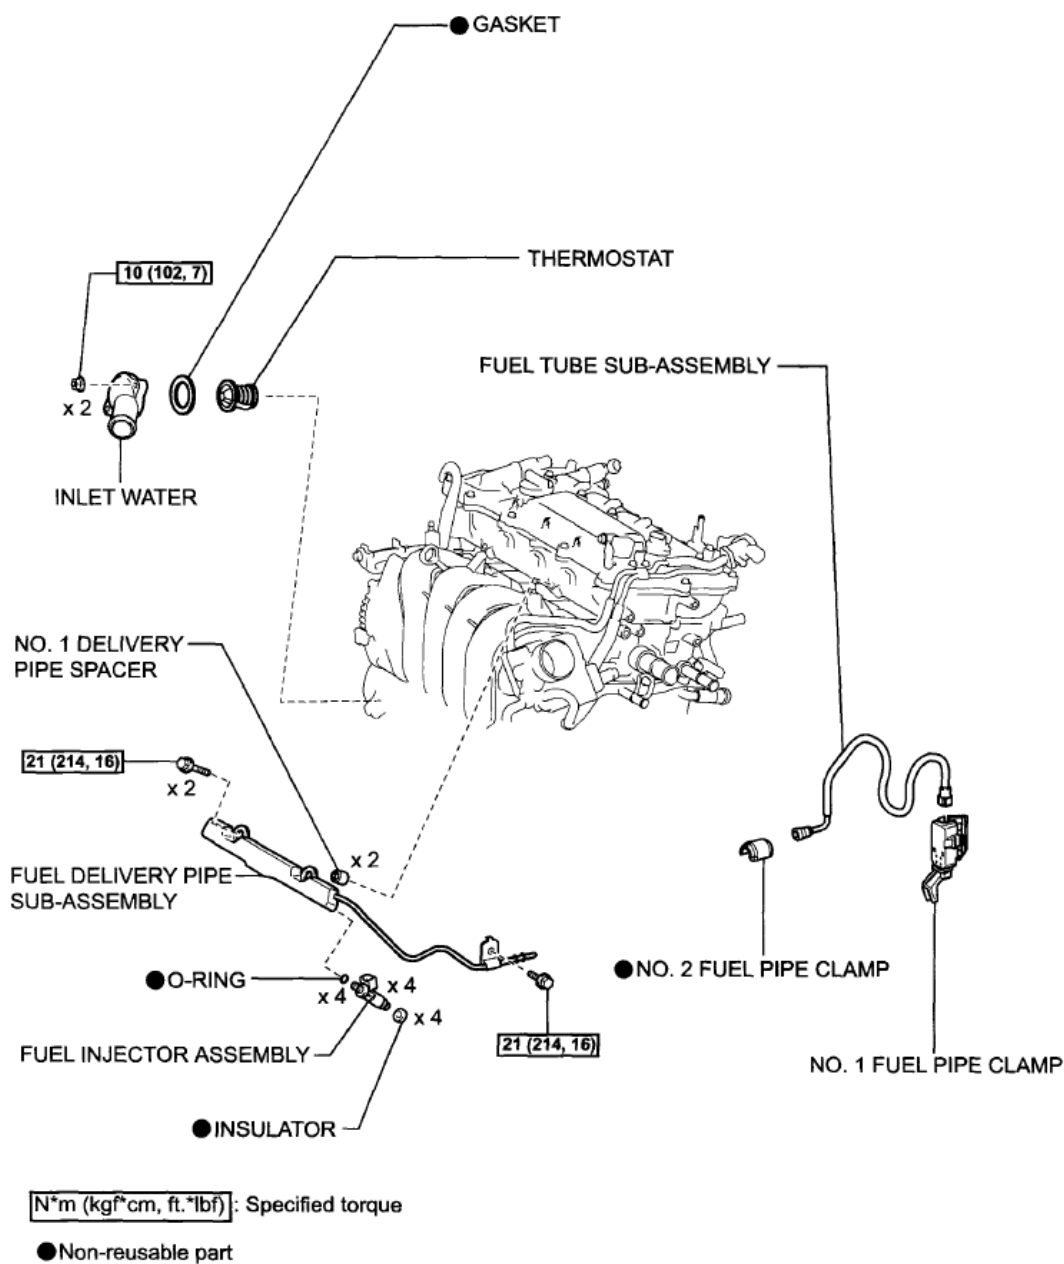 ●GASKET
THERMOSTAT
10 (102, 7)
FUEL TUBE SUB-ASSEMBLY
x 2
INLET WATER
NO. 1 DELIVERY
PIPE SPACER
21 (214, 16)
x 2
x 2
FUEL DELIVERY PIPE
SUB-ASSEMBLY
●NO. 2 FUEL PIPE CLAMP
●O-RING
x 4
x 4
x 4
21 (214, 16)
FUEL INJECTOR ASSEMBLY
NO. 1 FUEL PIPE CLAMP
●INSULATOR
N*m (kgf*cm, ft.*lbf) : Specified torque
●Non-reusable part